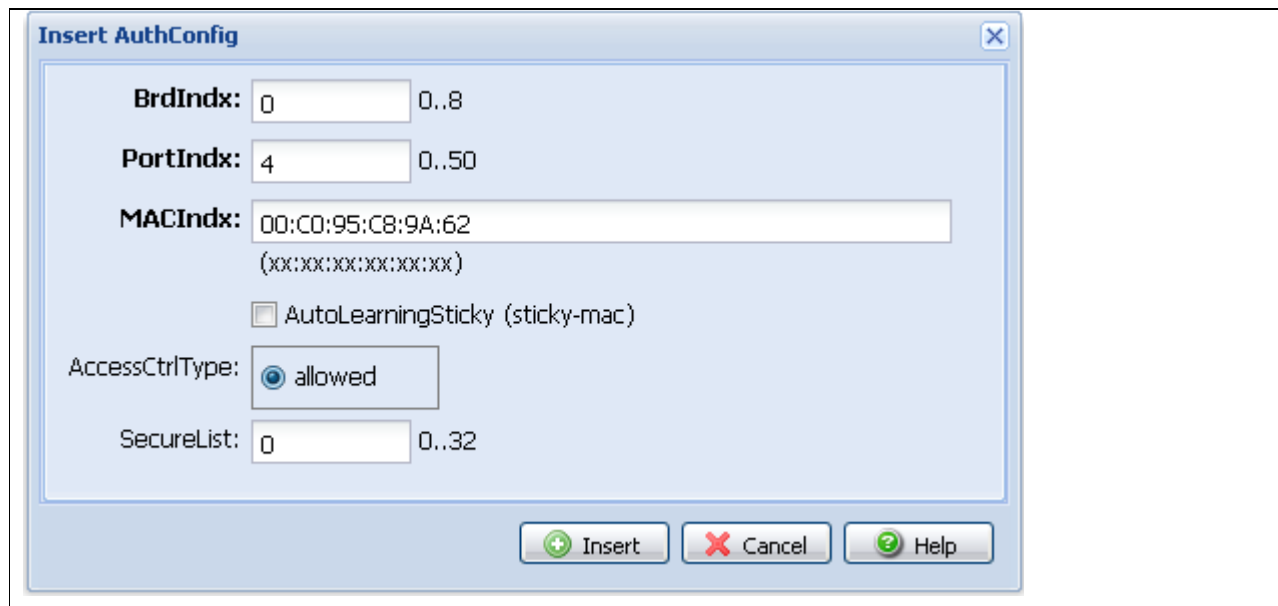 Insert AuthConfig
BrdIndx: 0 0..8
PortIndx: 4 0..50
MACIndx: 00:C0:95:C8:9A:62
(xx:xx:xx:xx:xx:xx)
AutoLearningSticky (sticky-mac)
AccessCtrlType: allowed
SecureList: 0 0..32
Insert Cancel Help